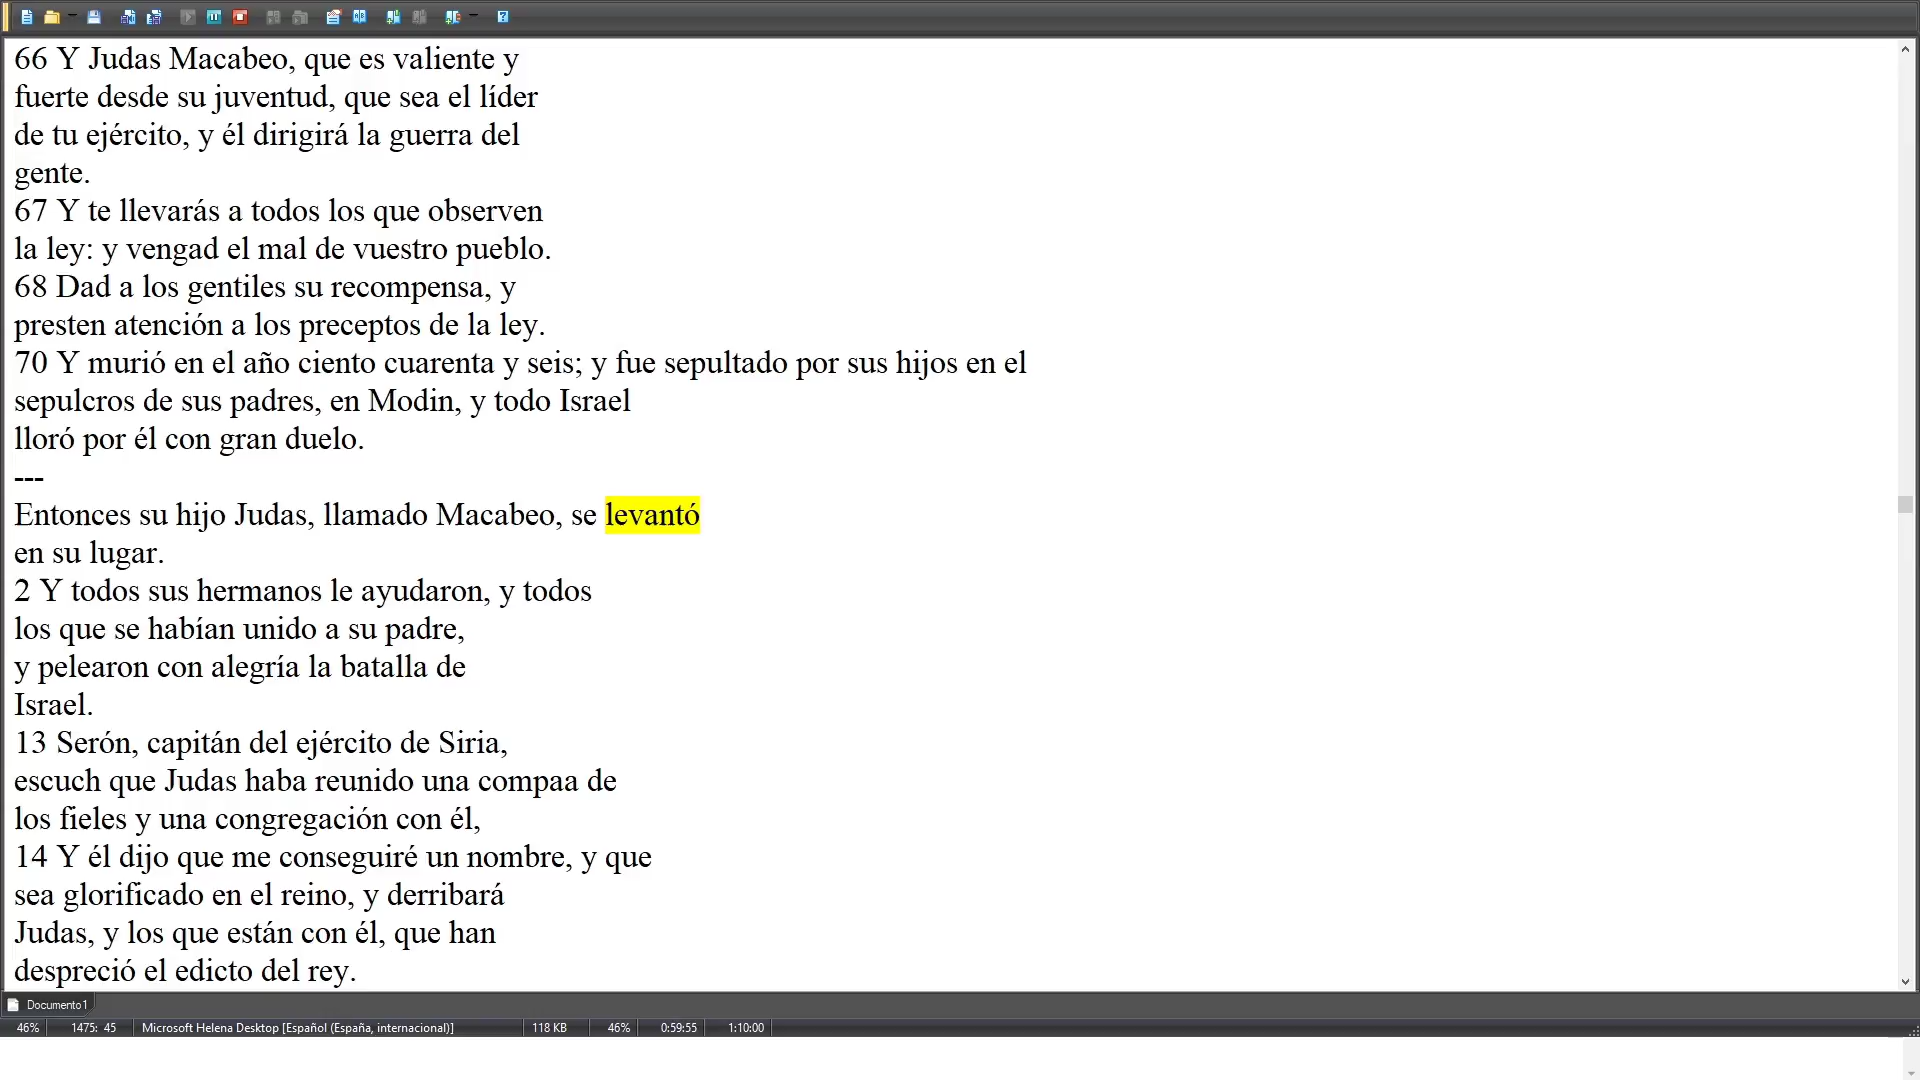 66 Y Judas Macabeo, que es valiente y
fuerte desde su juventud, que sea el líder
de tu ejército, y él dirigirá la guerra del
gente.
67 Y te llevarás a todos los que observen
la ley: y vengad el mal de vuestro pueblo.
68 Dad a los gentiles su recompensa, y
presten atención a los preceptos de la ley.
70 Y murió en el año ciento cuarenta y seis; y fue sepultado por sus hijos en el
sepulcros de sus padres, en Modin, y todo Israel
lloró por él con gran duelo.
---
Entonces su hijo Judas, llamado Macabeo, se levantó
en su lugar.
2 Y todos sus hermanos le ayudaron, y todos
los que se habían unido a su padre,
y pelearon con alegría la batalla de
Israel.
13 Serón, capitán del ejército de Siria,
escuch que Judas haba reunido una compaa de
los fieles y una congregación con él,
14 Y él dijo que me conseguiré un nombre, y que
sea glorificado en el reino, y derribará
Judas, y los que están con él, que han
despreció el edicto del rey.
Documento1
46% 1475: 45 Microsoft Helena Desktop [Español (España, internacional)] 118 KB 46% 0:59:55 1:10:00